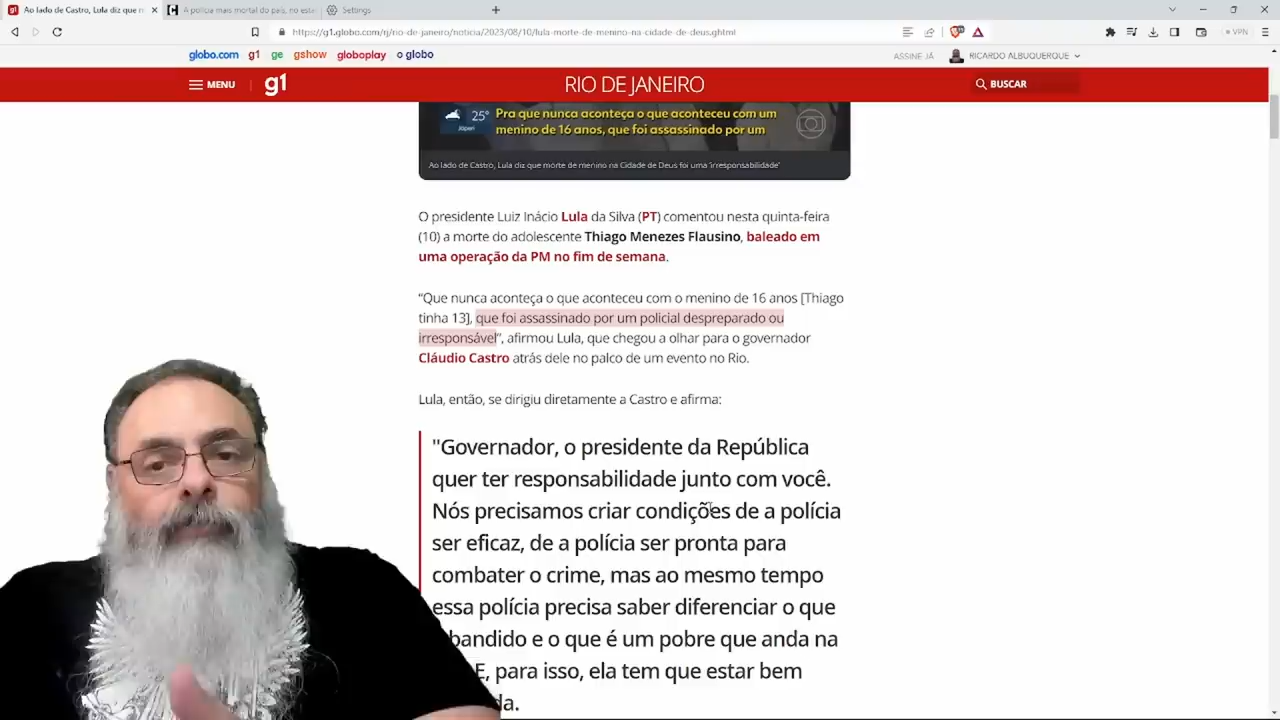 Ao lado de Castro, Lula diz que m
A polícia mais mortal do país, no esta
Settings
https://g1.globo.com/rj/rio-de-janeiro/noticia/2023/08/10/lula-morte-de-menino-na-cidade-de-deus.ghtml
VPN
globo.com g1 ge gshow globoplay o globo
ASSINE JÁ
RICARDO ALBUQUERQUE
MENU
g1
RIO DE JANEIRO
BUSCAR
25°
Japeri
Pra que nunca aconteça o que aconteceu com um
menino de 16 anos, que foi assassinado por um
Ao lado de Castro, Lula diz que morte de menino na Cidade de Deus foi uma 'irresponsabilidade'
O presidente Luiz Inácio Lula da Silva (PT) comentou nesta quinta-feira
(10) a morte do adolescente Thiago Menezes Flausino, baleado em
uma operação da PM no fim de semana.
"Que nunca aconteça o que aconteceu com o menino de 16 anos [Thiago
tinha 13], que foi assassinado por um policial despreparado ou
irresponsável", afirmou Lula, que chegou a olhar para o governador
Cláudio Castro atrás dele no palco de um evento no Rio.
Lula, então, se dirigiu diretamente a Castro e afirma:
"Governador, o presidente da República
quer ter responsabilidade junto com você.
Nós precisamos criar condições de a polícia
ser eficaz, de a polícia ser pronta para
combater o crime, mas ao mesmo tempo
essa polícia precisa saber diferenciar o que
bandido e o que é um pobre que anda na
E, para isso, ela tem que estar bem